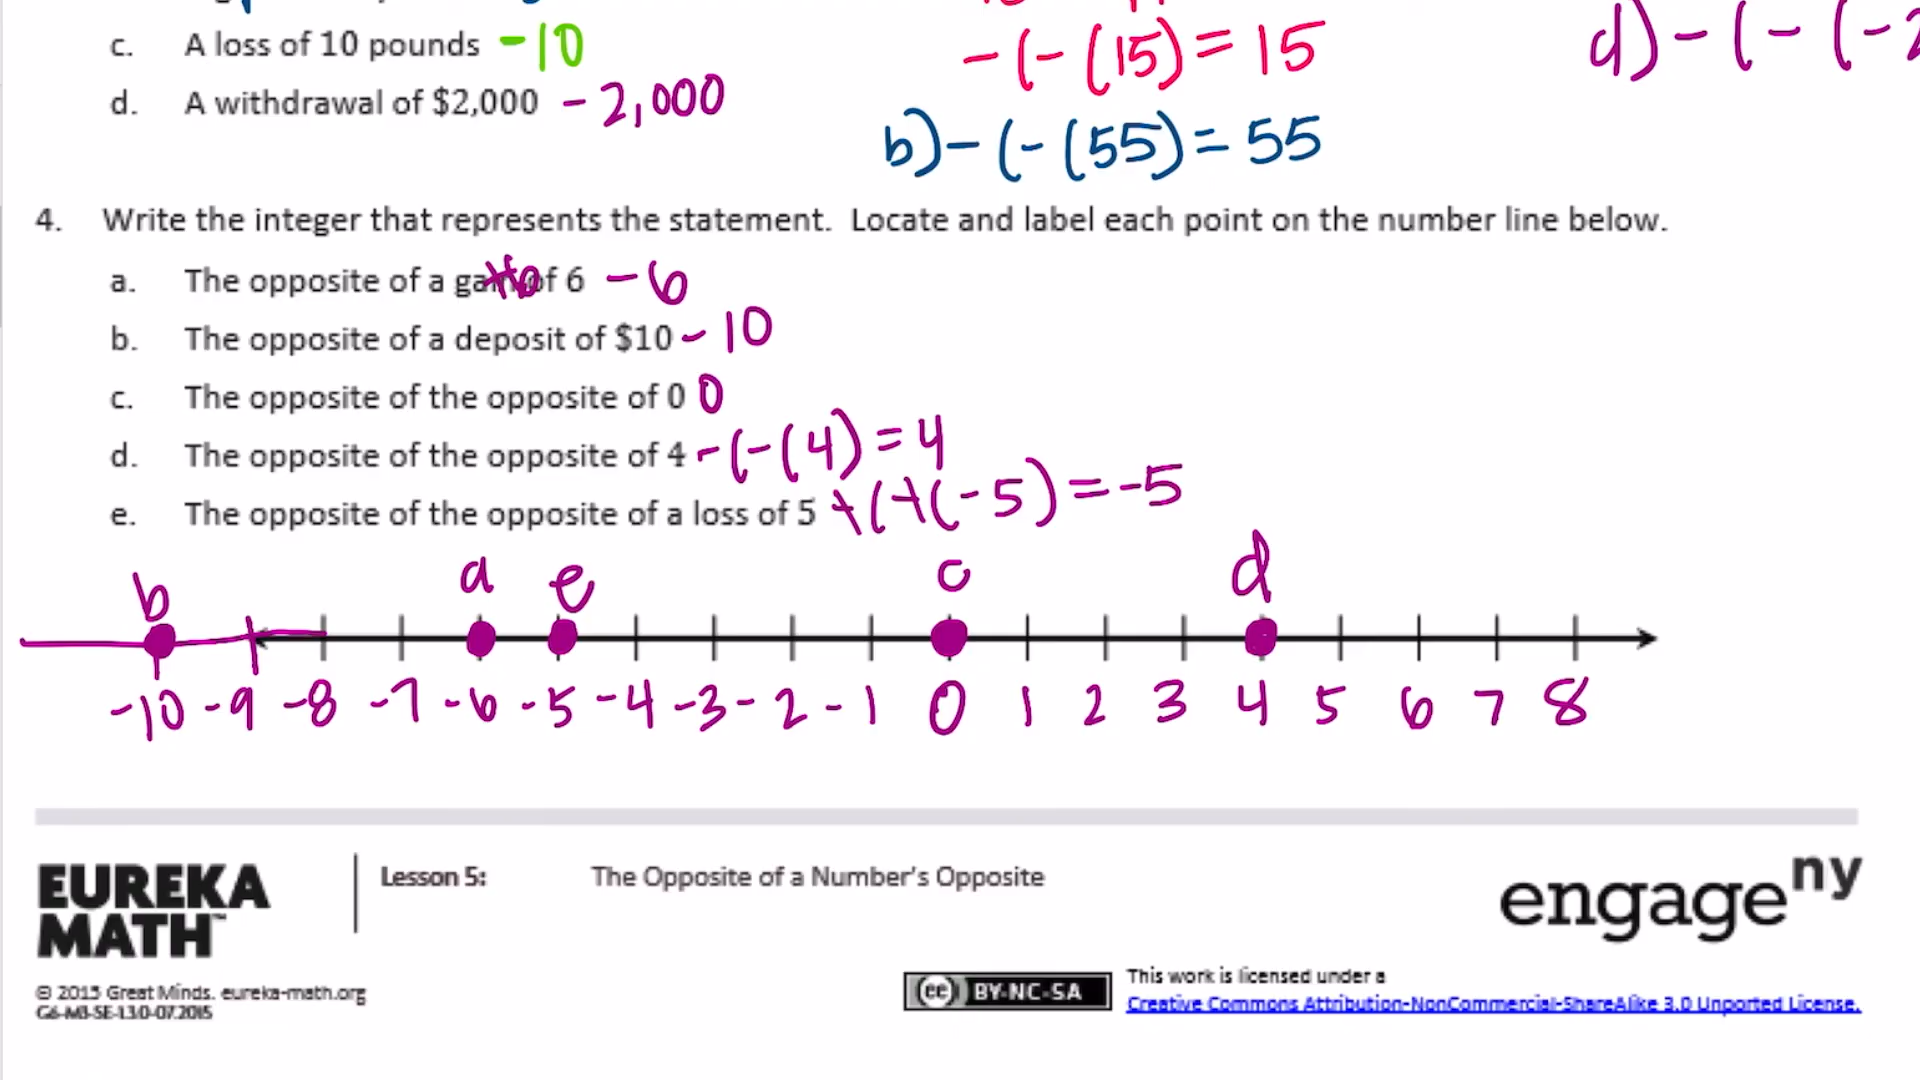 c. A loss of 10 pounds -10
- (- (15) = 15
d) - (- (-2
d. A withdrawal of $2,000 - 2,000
b) - (- (55) = 55
4. Write the integer that represents the statement. Locate and label each point on the number line below.
a. The opposite of a gain of 6 -6
b. The opposite of a deposit of $10 - 10
c. The opposite of the opposite of 0 0
d. The opposite of the opposite of 4 -(-(4) = 4
e. The opposite of the opposite of a loss of 5 +(+(-5) = -5
b a e c d
-10 -9 -8 -7 -6 -5 -4 -3 -2 -1 0 1 2 3 4 5 6 7 8
EUREKA MATH™
Lesson 5: The Opposite of a Number's Opposite
engage ny
© 2015 Great Minds. eureka-math.org
G6-M3-SE-1.3.0-07.2015
cc BY-NC-SA
This work is licensed under a
Creative Commons Attribution-NonCommercial-ShareAlike 3.0 Unported License.